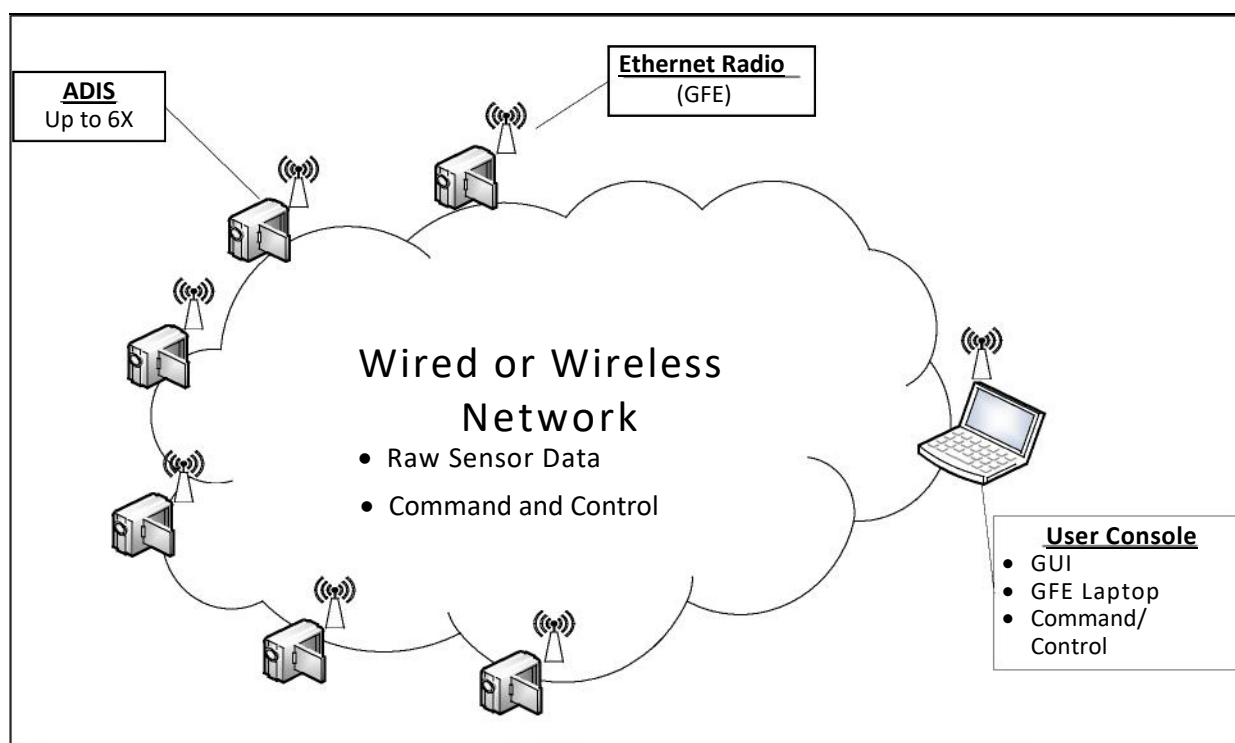 ADIS
Up to 6X
Ethernet Radio
(GFE)
Wired or Wireless
Network
• Raw Sensor Data
• Command and Control
User Console
• GUI
• GFE Laptop
• Command/
Control